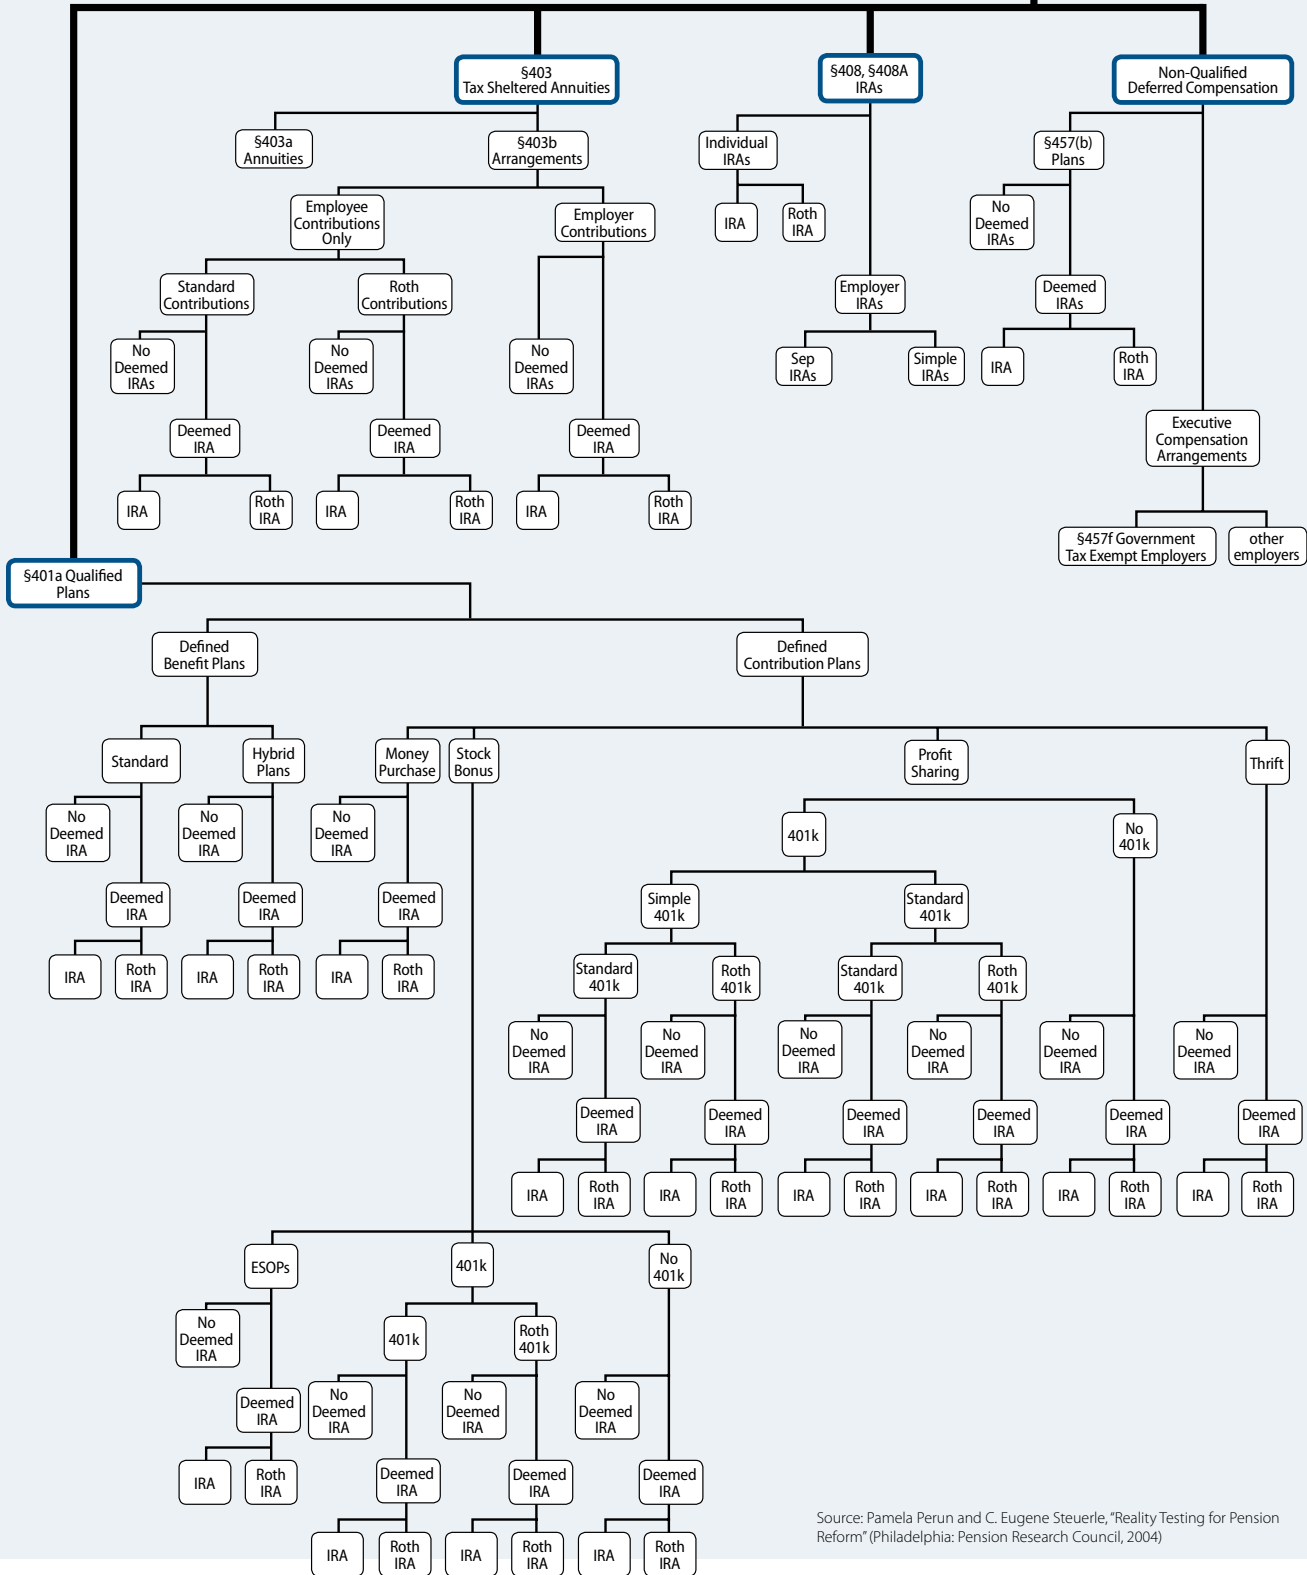 §403
Tax Sheltered Annuities
§408, §408A
IRAs
Non-Qualified
Deferred Compensation
§403a
Annuities
§403b
Arrangements
Individual
IRAs
§457(b)
Plans
Employee
Contributions
Only
Employer
Contributions
IRA
Roth
IRA
No
Deemed
IRAs
Standard
Contributions
Roth
Contributions
Employer
IRAs
Deemed
IRAs
No
Deemed
IRAs
No
Deemed
IRAs
No
Deemed
IRAs
Sep
IRAs
Simple
IRAs
IRA
Roth
IRA
Deemed
IRA
Deemed
IRA
Deemed
IRA
Executive
Compensation
Arrangements
IRA
Roth
IRA
IRA
Roth
IRA
IRA
Roth
IRA
§457f Government
Tax Exempt Employers
other
employers
§401a Qualified
Plans
Defined
Benefit Plans
Defined
Contribution Plans
Standard
Hybrid
Plans
Money
Purchase
Stock
Bonus
Profit
Sharing
Thrift
No
Deemed
IRA
No
Deemed
IRA
No
Deemed
IRA
401k
No
401k
Deemed
IRA
Deemed
IRA
Deemed
IRA
Simple
401k
Standard
401k
IRA
Roth
IRA
IRA
Roth
IRA
IRA
Roth
IRA
Standard
401k
Roth
401k
Standard
401k
Roth
401k
No
Deemed
IRA
No
Deemed
IRA
No
Deemed
IRA
No
Deemed
IRA
No
Deemed
IRA
No
Deemed
IRA
Deemed
IRA
Deemed
IRA
Deemed
IRA
Deemed
IRA
Deemed
IRA
Deemed
IRA
IRA
Roth
IRA
IRA
Roth
IRA
IRA
Roth
IRA
IRA
Roth
IRA
IRA
Roth
IRA
IRA
Roth
IRA
ESOPs
401k
No
401k
No
Deemed
IRA
401k
Roth
401k
Deemed
IRA
No
Deemed
IRA
No
Deemed
IRA
No
Deemed
IRA
IRA
Roth
IRA
Deemed
IRA
Deemed
IRA
Deemed
IRA
IRA
Roth
IRA
IRA
Roth
IRA
IRA
Roth
IRA
Source: Pamela Perun and C. Eugene Steuerle, "Reality Testing for Pension
Reform" (Philadelphia: Pension Research Council, 2004)